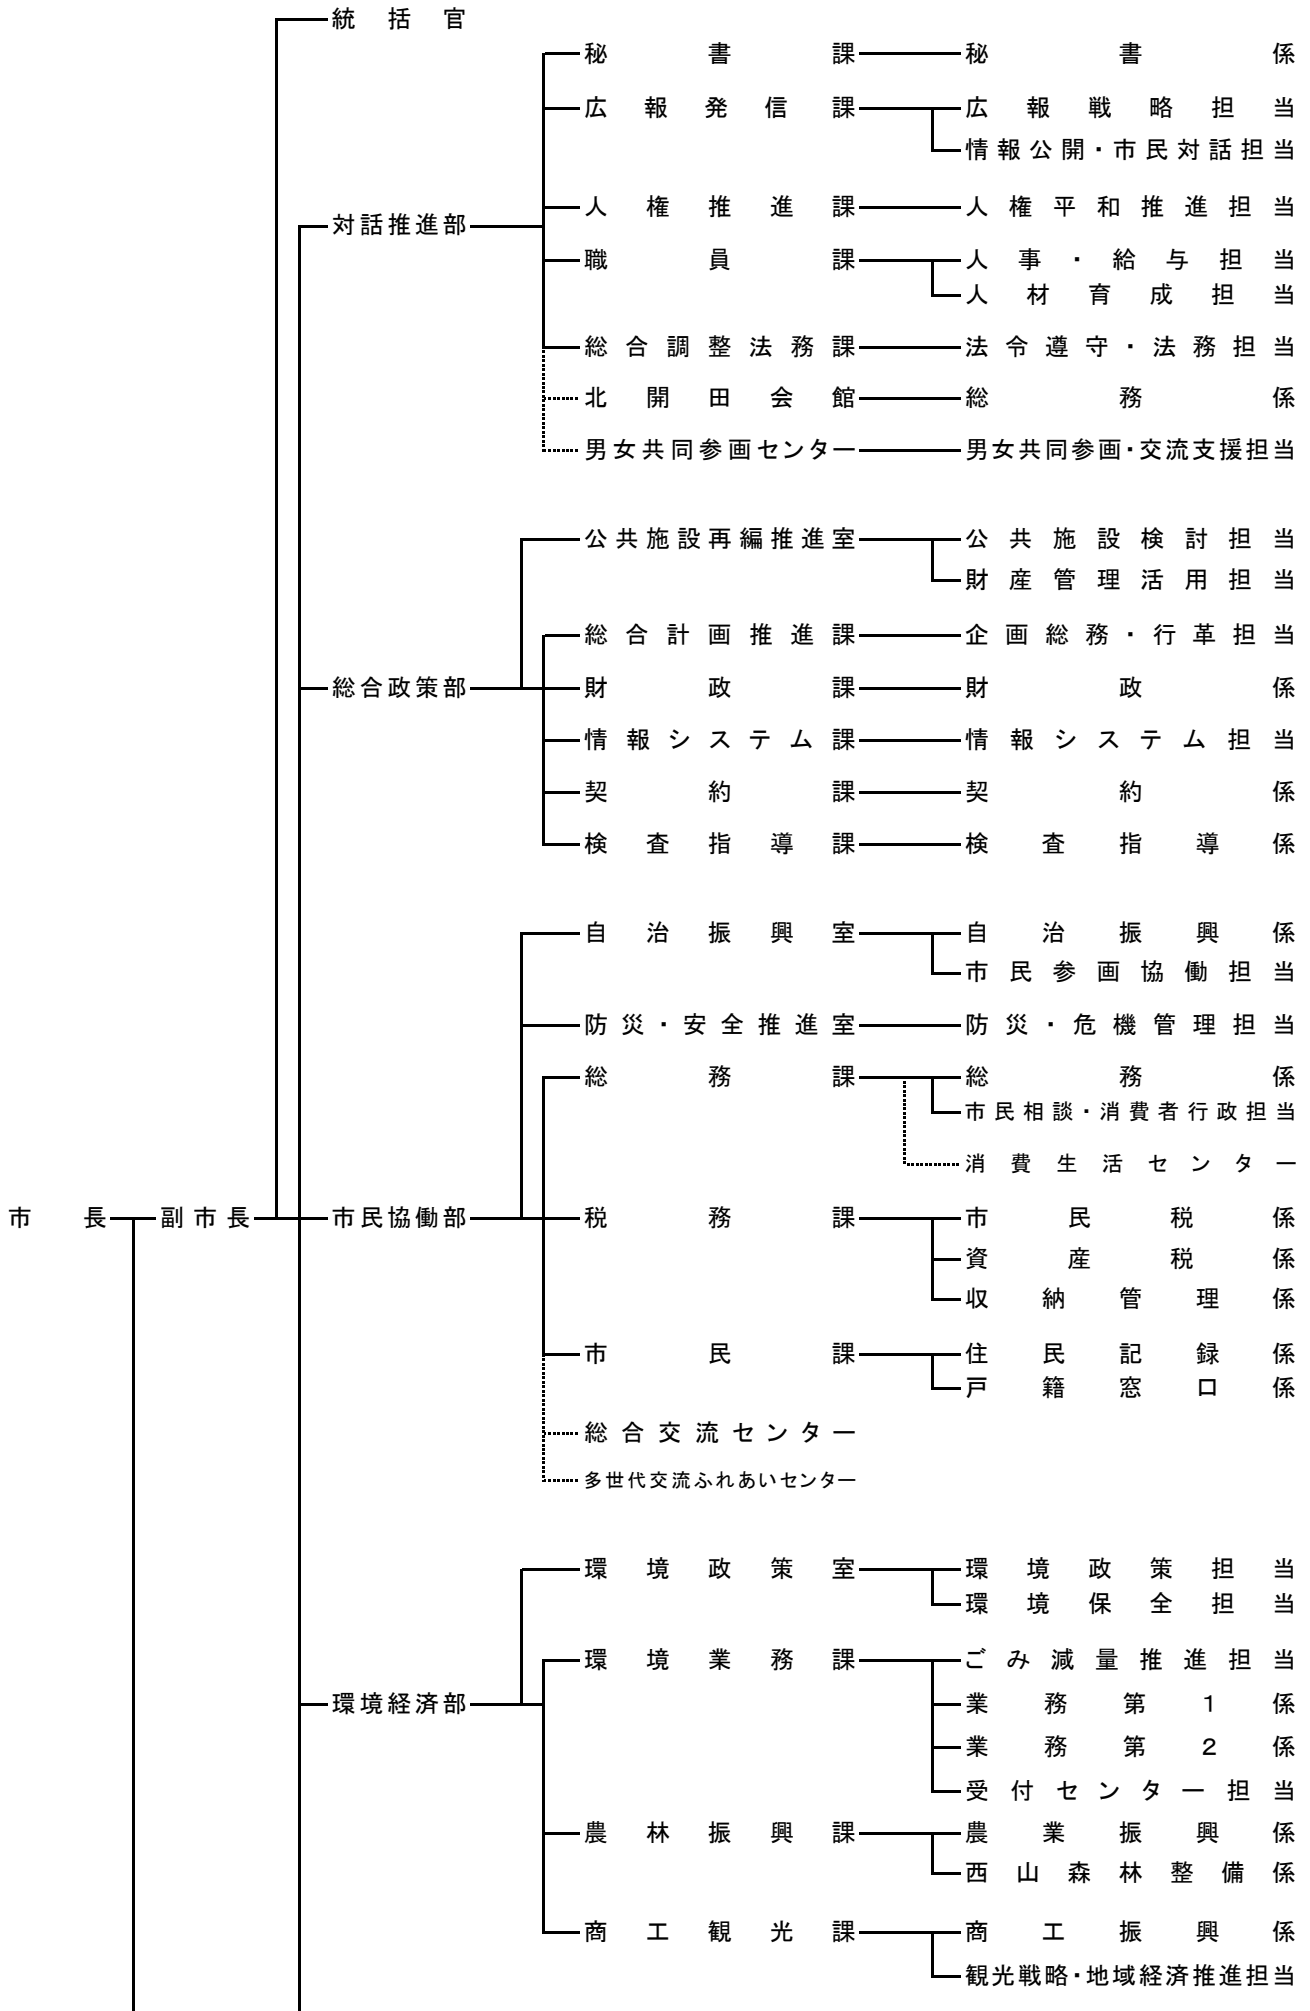 統括官
秘書課 秘書係
広報発信課 広報戦略担当
情報公開・市民対話担当
人権推進課 人権平和推進担当
対話推進部
職員課 人事・給与担当
人材育成担当
総合調整法務課 法令遵守・法務担当
北開田会館 総務係
男女共同参画センター 男女共同参画・交流支援担当
公共施設再編推進室 公共施設検討担当
財産管理活用担当
総合計画推進課 企画総務・行革担当
総合政策部 財政課 財政係
情報システム課 情報システム担当
契約課 契約係
検査指導課 検査指導係
自治振興室 自治振興係
市民参画協働担当
防災・安全推進室 防災・危機管理担当
総務課 総務係
市民相談・消費者行政担当
消費生活センター
市長 副市長 市民協働部 税務課 市民税係
資産税係
収納管理係
市民課 住民記録係
戸籍窓口係
総合交流センター
多世代交流ふれあいセンター
環境政策室 環境政策担当
環境保全担当
環境業務課 ごみ減量推進担当
環境経済部 業務第1係
業務第2係
受付センター担当
農林振興課 農業振興係
西山森林整備係
商工観光課 商工振興係
観光戦略・地域経済推進担当